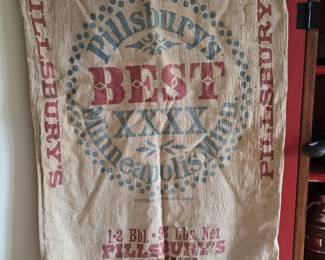 PILLSBURY'S
Pillsbury's
BEST
XXXX
Minneapolis Minn
PILLSBURY'S
1-2 Bbl. - 98 Lbs. Net
PILLSBURY'S